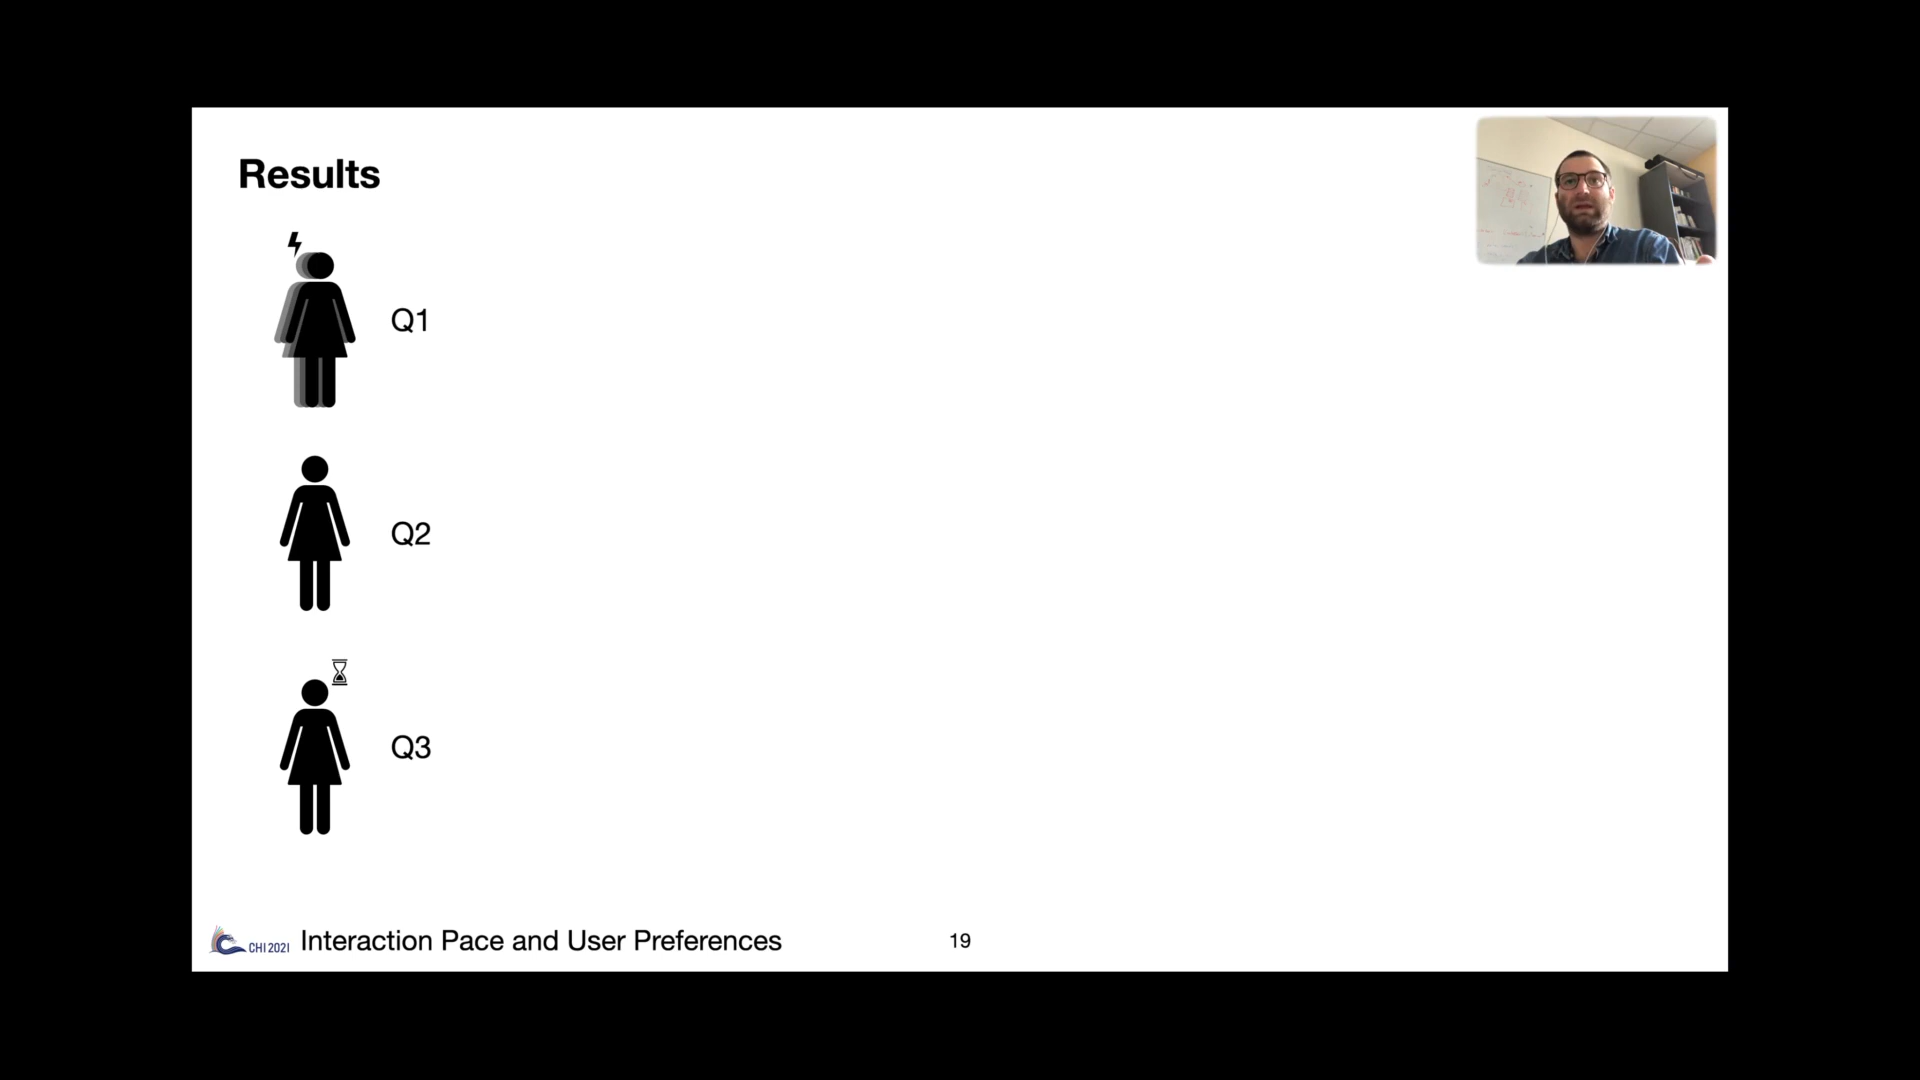 Results
Q1
Q2
Q3
CHI 2021
Interaction Pace and User Preferences
19